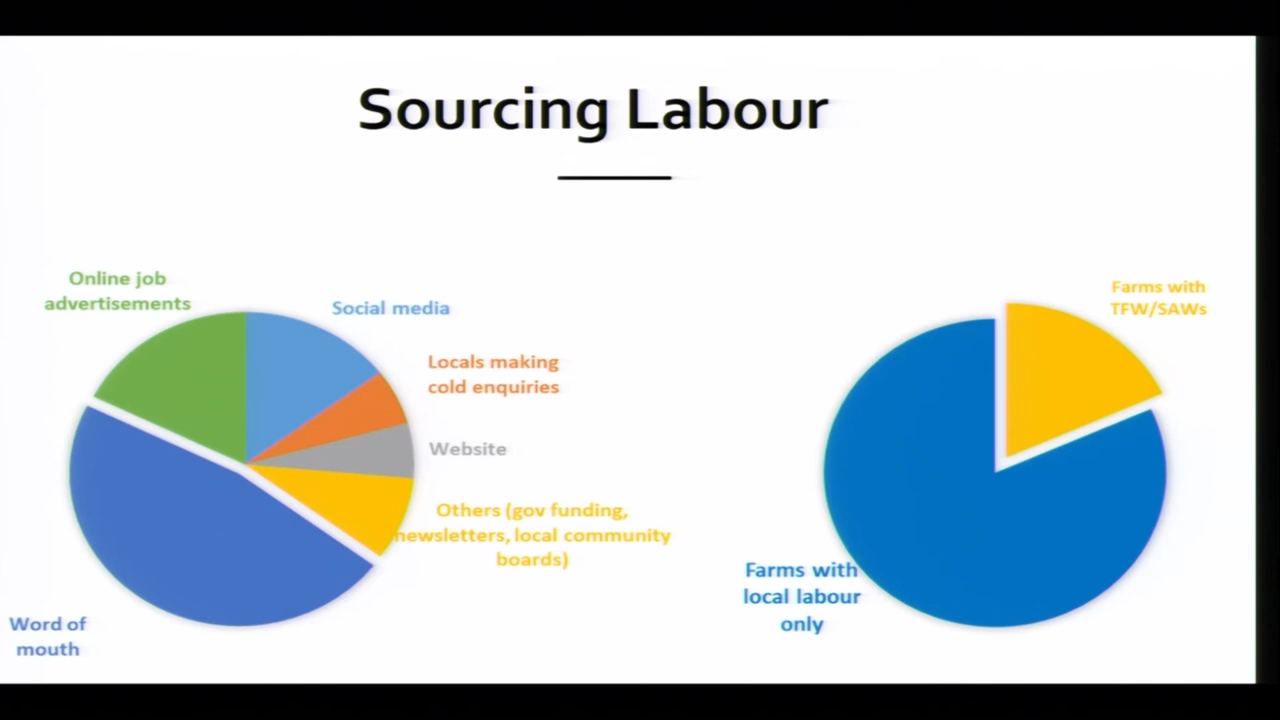 Sourcing Labour
Online job
advertisements
Social media
Locals making
cold enquiries
Website
Others (gov funding,
newsletters, local community
boards)
Word of
mouth
Farms with
TFW/SAWs
Farms with
local labour
only